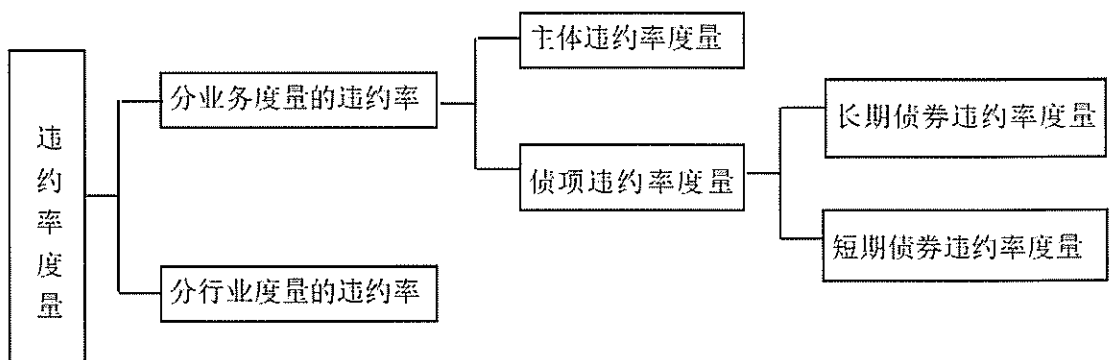 违约率度量
分业务度量的违约率
分行业度量的违约率
主体违约率度量
债项违约率度量
长期债券违约率度量
短期债券违约率度量